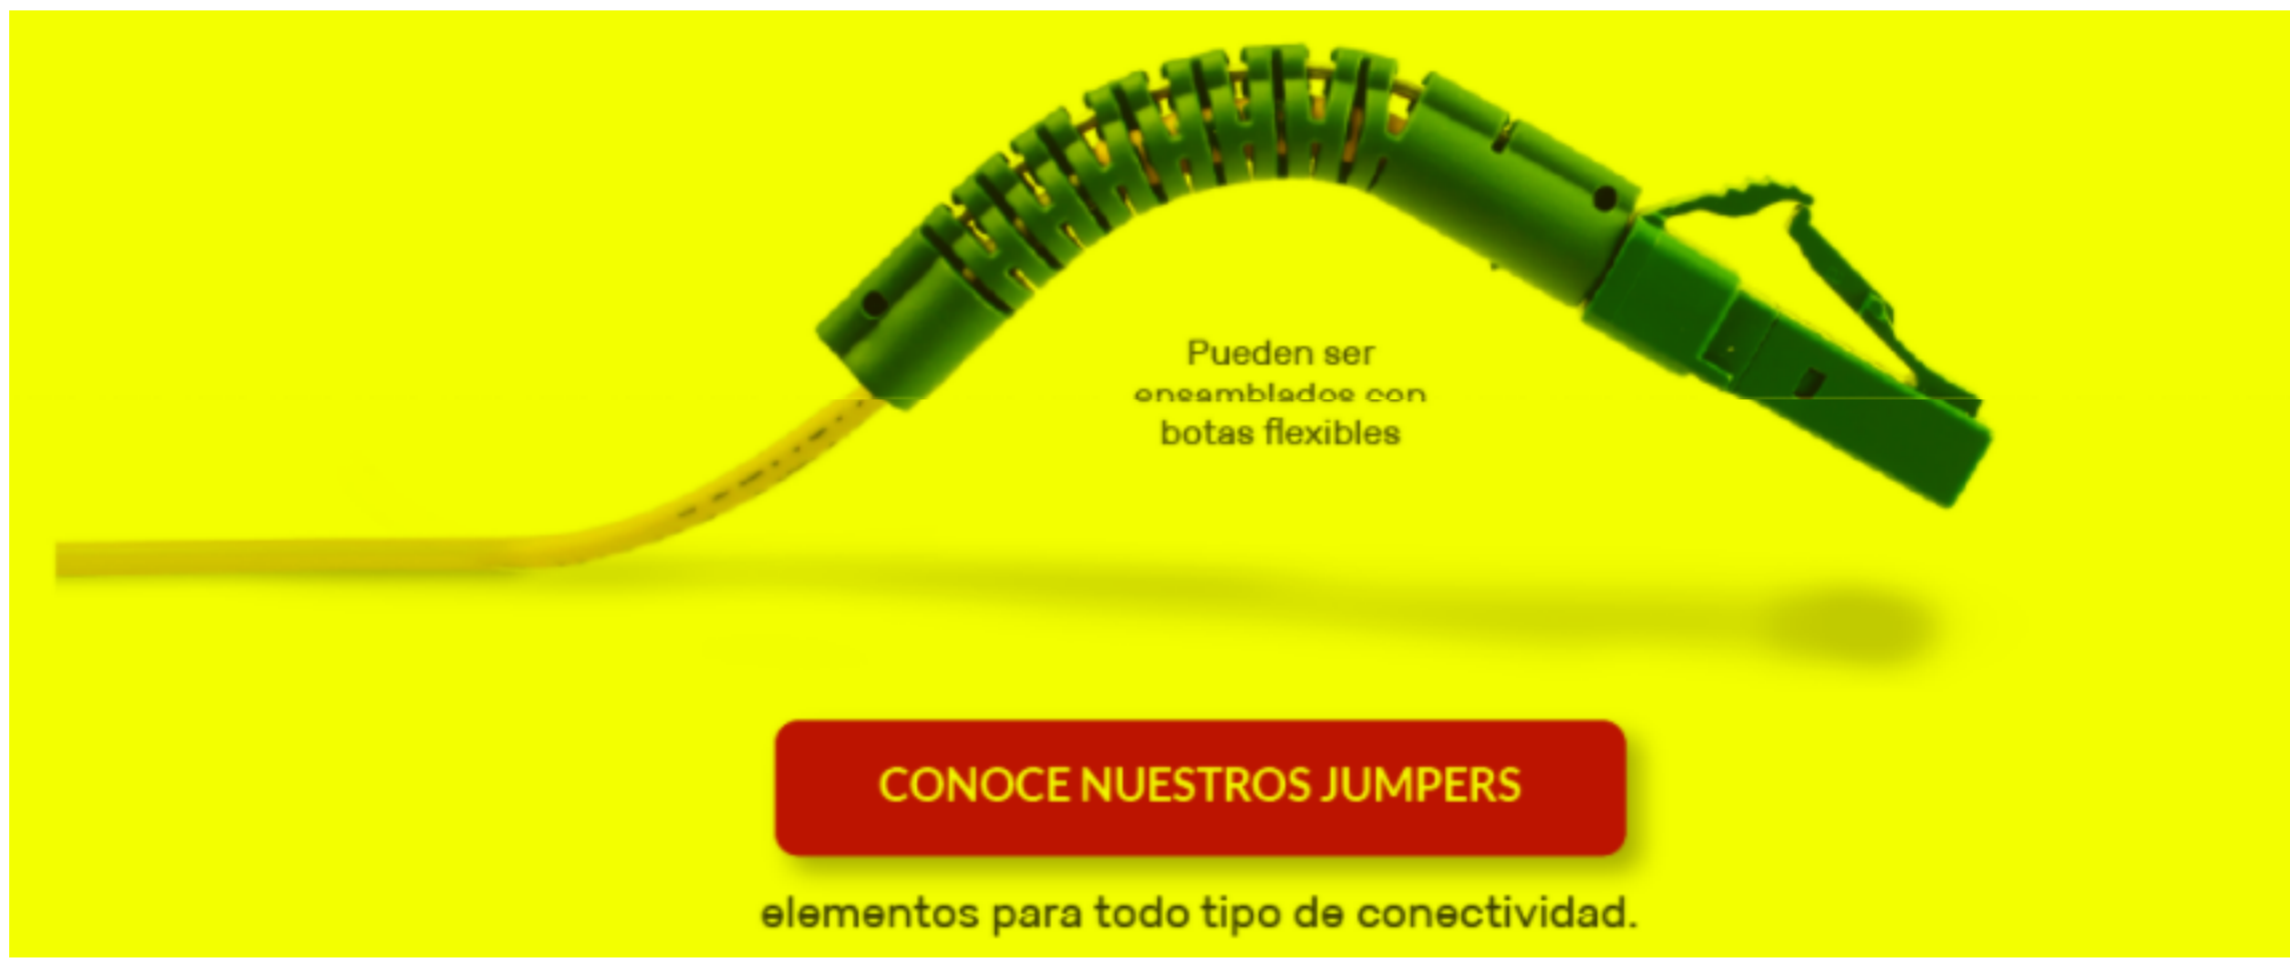 Pueden ser
ensamblados con
botas flexibles
CONOCE NUESTROS JUMPERS
elementos para todo tipo de conectividad.